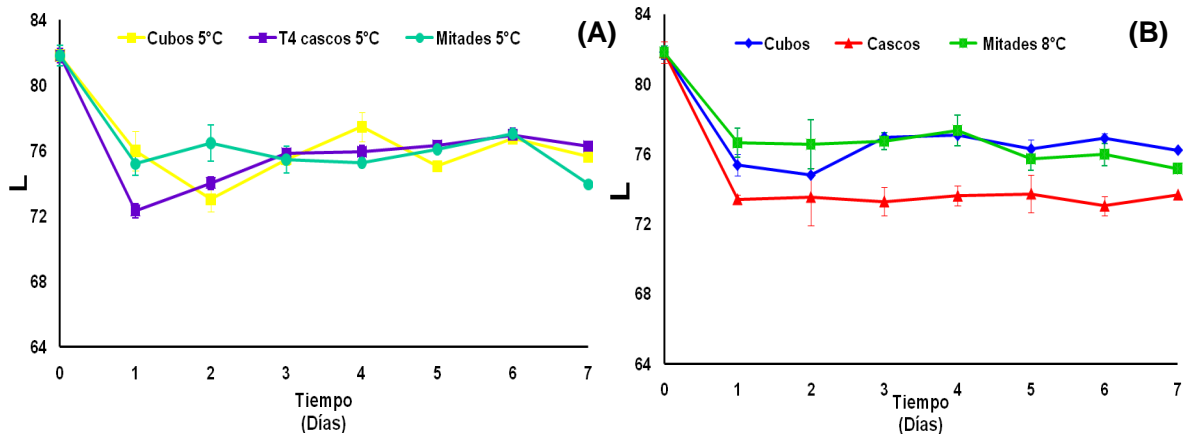 Cubos 5°C T4 cascos 5°C Mitades 5°C (A)
84
80
76
72
68
64
L
0 1 2 3 4 5 6 7
Tiempo
(Días)
Cubos Cascos Mitades 8°C (B)
84
80
76
72
68
64
L
0 1 2 3 4 5 6 7
Tiempo
(Días)